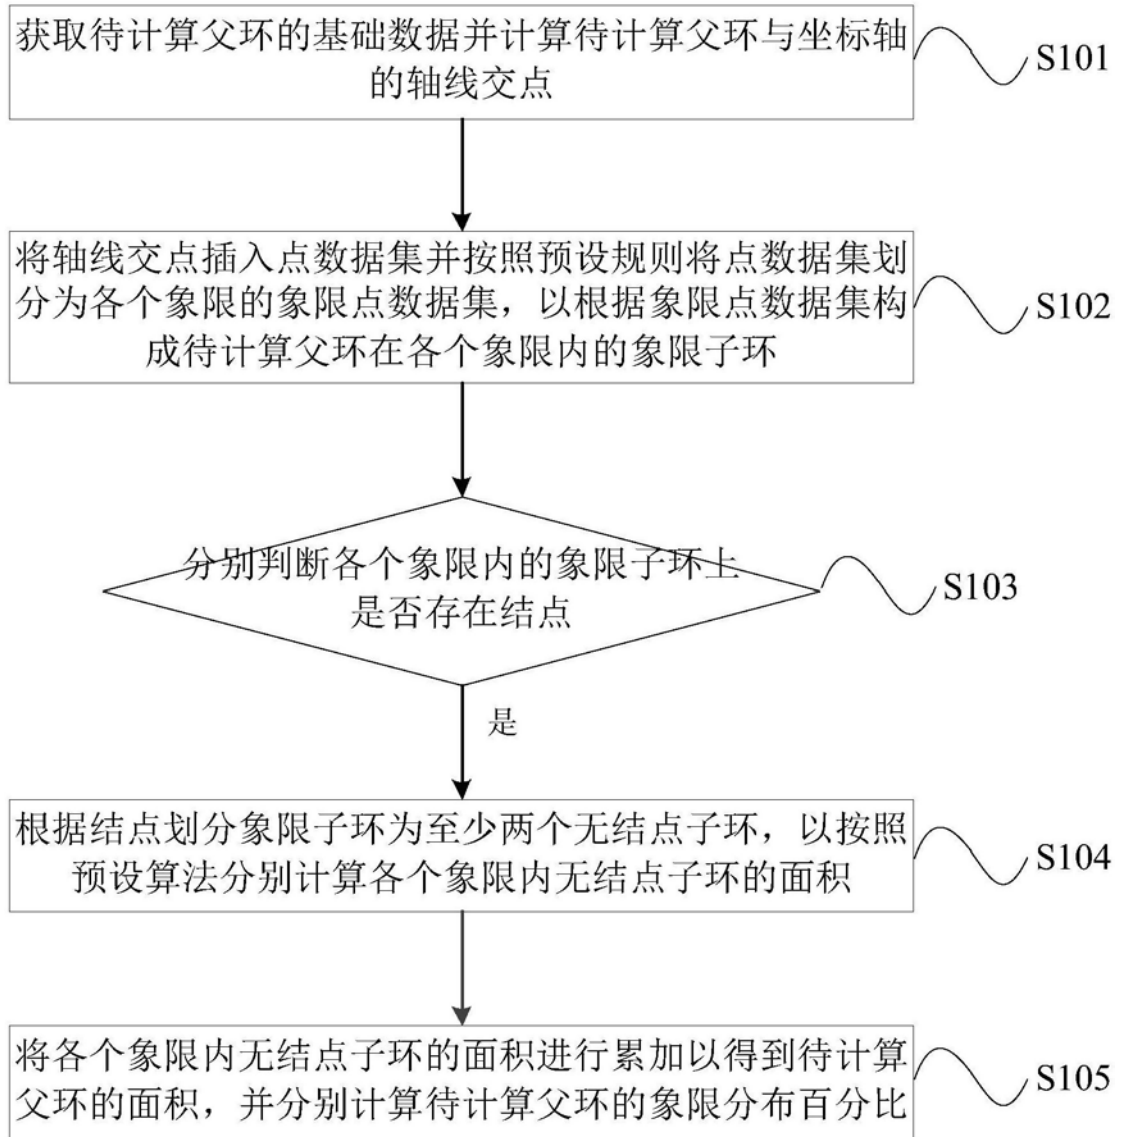 获取待计算父环的基础数据并计算待计算父环与坐标轴
的轴线交点
S101
将轴线交点插入点数据集并按照预设规则将点数据集划
分为各个象限的象限点数据集，以根据象限点数据集构
成待计算父环在各个象限内的象限子环
S102
分别判断各个象限内的象限子环上
是否存在结点
S103
是
根据结点划分象限子环为至少两个无结点子环，以按照
预设算法分别计算各个象限内无结点子环的面积
S104
将各个象限内无结点子环的面积进行累加以得到待计算
父环的面积，并分别计算待计算父环的象限分布百分比
S105